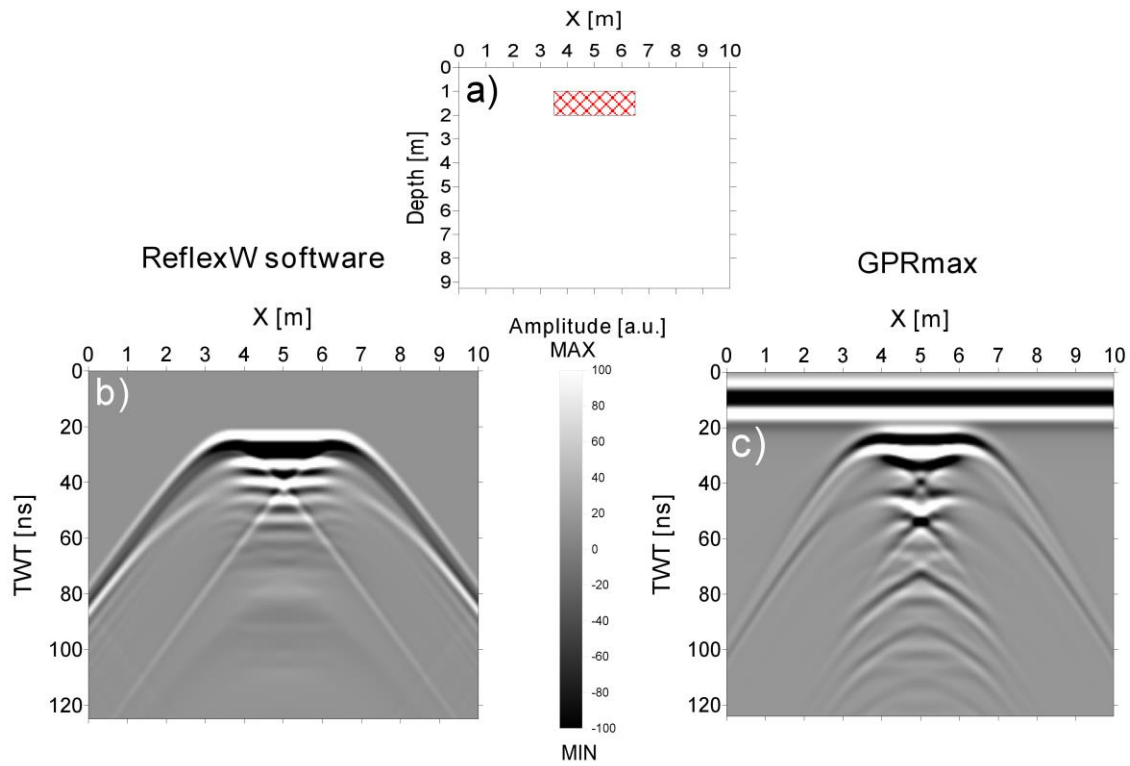 X [m]
0 1 2 3 4 5 6 7 8 9 10
a)
Depth [m]
0
1
2
3
4
5
6
7
8
9
ReflexW software
GPRmax
X [m]
0 1 2 3 4 5 6 7 8 9 10
b)
TWT [ns]
0
20
40
60
80
100
120
Amplitude [a.u.]
MAX
100
80
60
40
20
0
-20
-40
-60
-80
-100
MIN
X [m]
0 1 2 3 4 5 6 7 8 9 10
c)
TWT [ns]
0
20
40
60
80
100
120